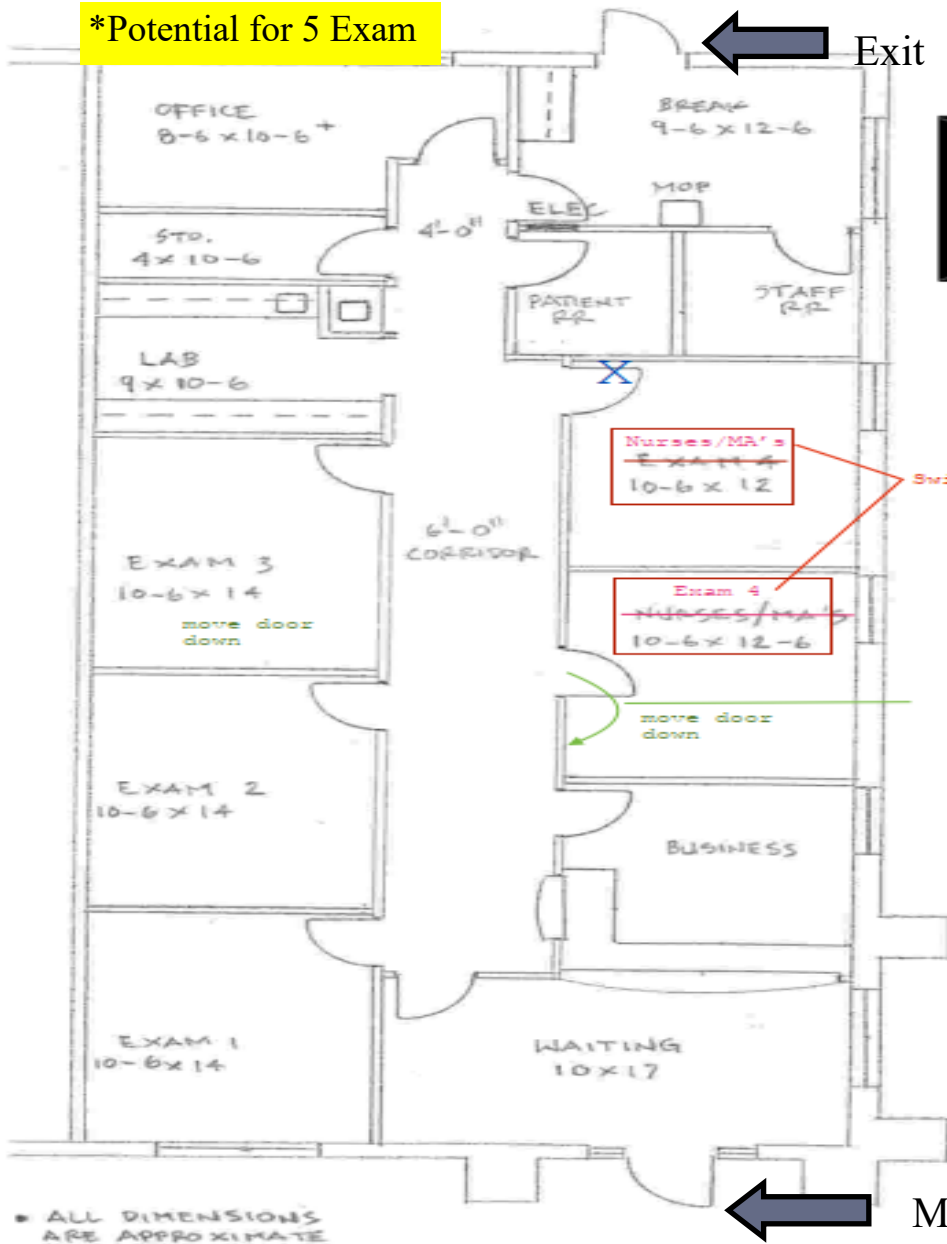 *Potential for 5 Exam
Exit
OFFICE
8-6 x 10-6 +
BREAK
9-6 x 12-6
MOP
ELEC
4'-0"
STO.
4 x 10-6
PATIENT
RR
STAFF
RR
LAB
9 x 10-6
X
Nurses/MA's
EXAM 4
10-6 x 12
Swi
6'-0"
CORRIDOR
EXAM 3
10-6 x 14
move door
down
Exam 4
NURSES/MA'S
10-6 x 12-6
move door
down
EXAM 2
10-6 x 14
BUSINESS
EXAM 1
10-6 x 14
WAITING
10 x 17
M
• ALL DIMENSIONS
ARE APPROXIMATE